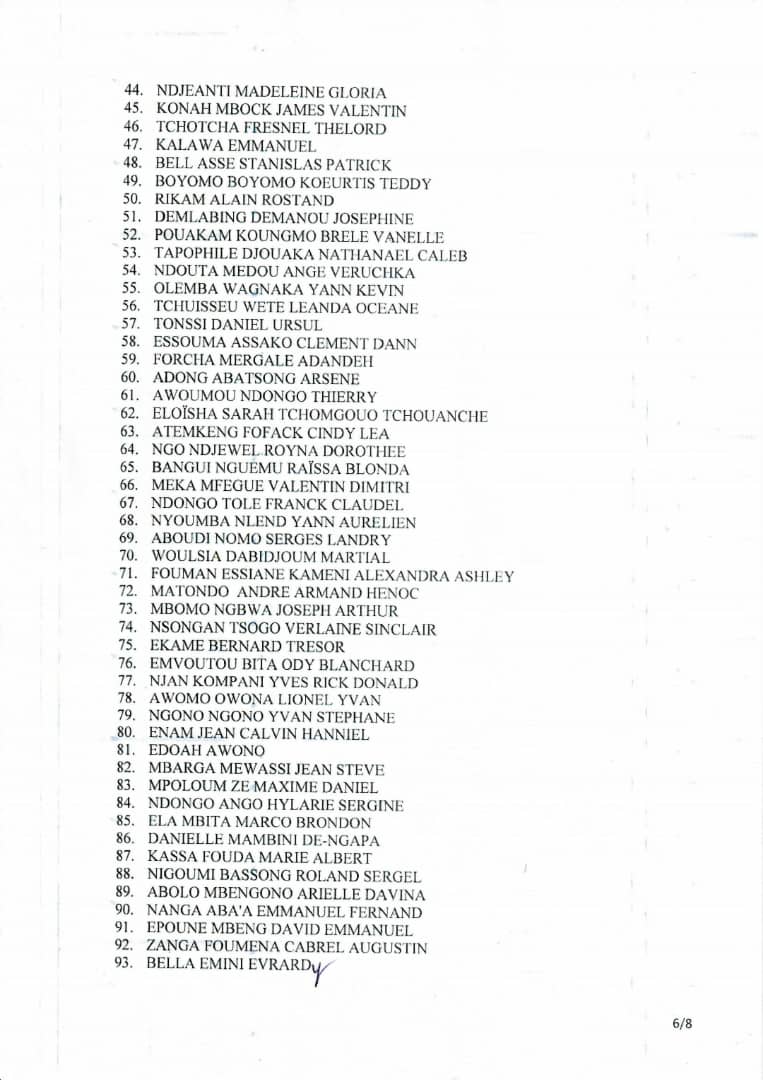 44. NDJEANTI MADELEINE GLORIA
45. KONAH MBOCK JAMES VALENTIN
46. TCHOTCHA FRESNEL THELORD
47. KALAWA EMMANUEL
48. BELL ASSE STANISLAS PATRICK
49. BOYOMO BOYOMO KOEURTIS TEDDY
50. RIKAM ALAIN ROSTAND
51. DEMLABING DEMANOU JOSEPHINE
52. POUAKAM KOUNGMO BRELE VANELLE
53. TAPOPHILE DJOUAKA NATHANAEL CALEB
54. NDOUTA MEDOU ANGE VERUCHKA
55. OLEMBA WAGNAKA YANN KEVIN
56. TCHUISSEU WETE LEANDA OCEANE
57. TONSSI DANIEL URSUL
58. ESSOUMA ASSAKO CLEMENT DANN
59. FORCHA MERGALE ADANDEH
60. ADONG ABATSONG ARSENE
61. AWOUMOU NDONGO THIERRY
62. ELOÏSHA SARAH TCHOMGOUO TCHOUANCHE
63. ATEMKENG FOFACK CINDY LEA
64. NGO NDJEWEL ROYNA DOROTHEE
65. BANGUI NGUEMU RAÏSSA BLONDA
66. MEKA MFEGUE VALENTIN DIMITRI
67. NDONGO TOLE FRANCK CLAUDEL
68. NYOUMBA NLEND YANN AURELIEN
69. ABOUDI NOMO SERGES LANDRY
70. WOULSIA DABIDJOUM MARTIAL
71. FOUMAN ESSIANE KAMENI ALEXANDRA ASHLEY
72. MATONDO ANDRE ARMAND HENOC
73. MBOMO NGBWA JOSEPH ARTHUR
74. NSONGAN TSOGO VERLAINE SINCLAIR
75. EKAME BERNARD TRESOR
76. EMVOUTOU BITA ODY BLANCHARD
77. NJAN KOMPANI YVES RICK DONALD
78. AWOMO OWONA LIONEL YVAN
79. NGONO NGONO YVAN STEPHANE
80. ENAM JEAN CALVIN HANNIEL
81. EDOAH AWONO
82. MBARGA MEWASSI JEAN STEVE
83. MPOLOUM ZE MAXIME DANIEL
84. NDONGO ANGO HYLARIE SERGINE
85. ELA MBITA MARCO BRONDON
86. DANIELLE MAMBINI DE-NGAPA
87. KASSA FOUDA MARIE ALBERT
88. NIGOUMI BASSONG ROLAND SERGEL
89. ABOLO MBENGONO ARIELLE DAVINA
90. NANGA ABA'A EMMANUEL FERNAND
91. EPOUNE MBENG DAVID EMMANUEL
92. ZANGA FOUMENA CABREL AUGUSTIN
93. BELLA EMINI EVRARD
6/8